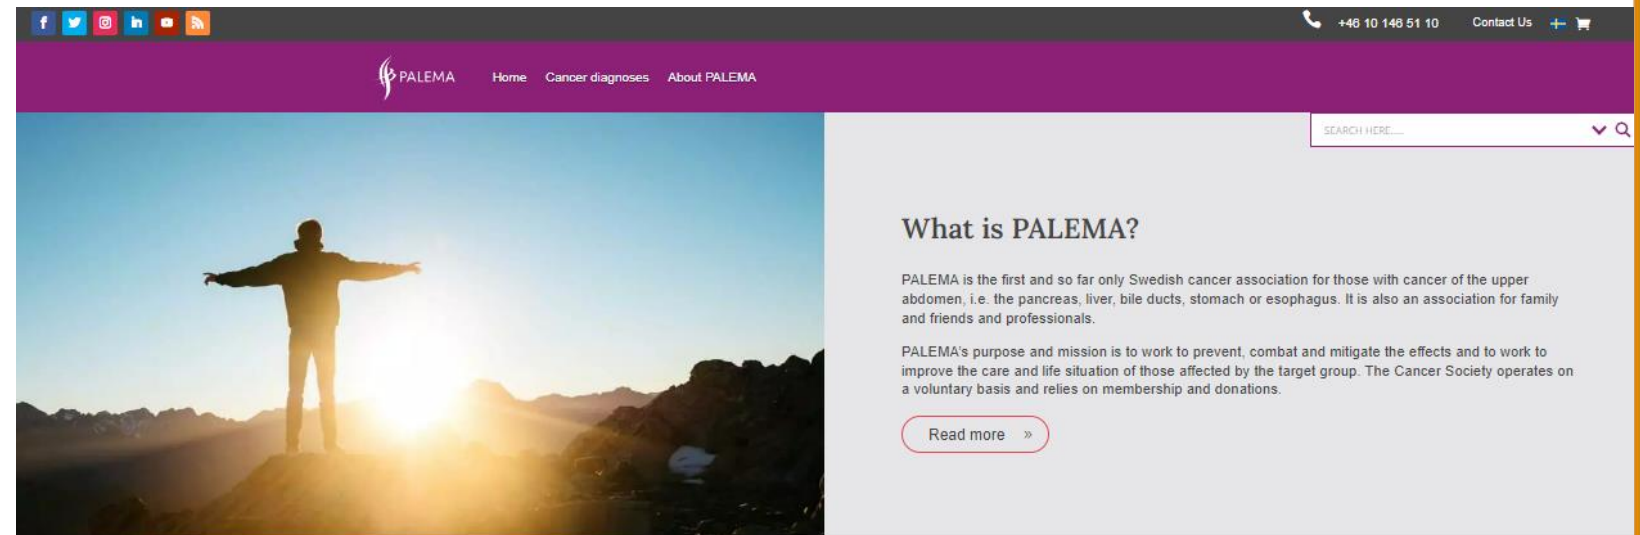 +46 10 146 51 10 Contact Us
PALEMA Home Cancer diagnoses About PALEMA
SEARCH HERE.....
What is PALEMA?
PALEMA is the first and so far only Swedish cancer association for those with cancer of the upper
abdomen, i.e. the pancreas, liver, bile ducts, stomach or esophagus. It is also an association for family
and friends and professionals.
PALEMA's purpose and mission is to work to prevent, combat and mitigate the effects and to work to
improve the care and life situation of those affected by the target group. The Cancer Society operates on
a voluntary basis and relies on membership and donations.
Read more »